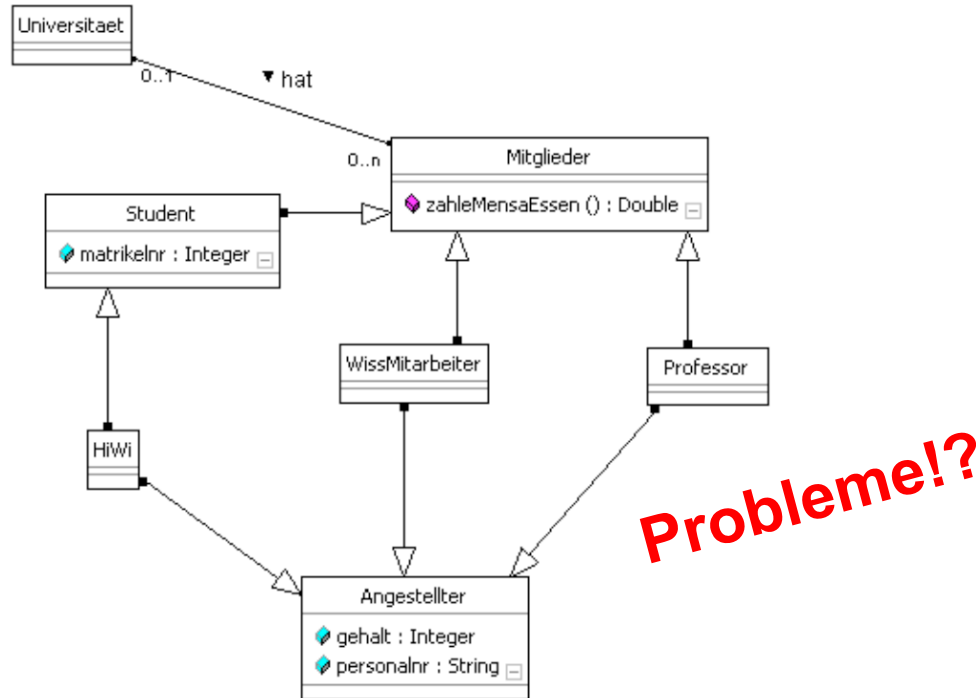 Universitaet
0..1
▼ hat
0..n
Mitglieder
zahleMensaEssen () : Double
Student
matrikelnr : Integer
WissMitarbeiter
Professor
HiWi
Probleme!?
Angestellter
gehalt : Integer
personalnr : String